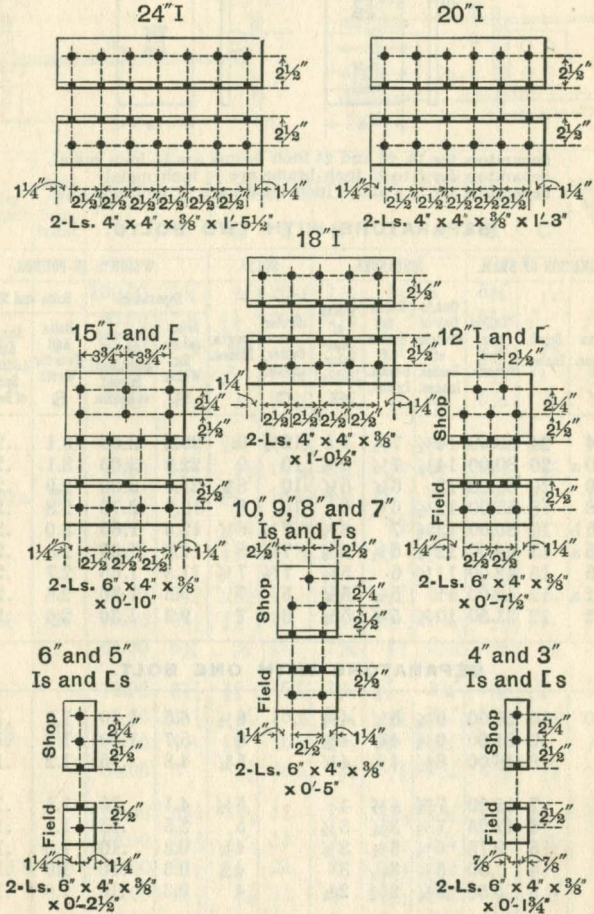 24" I
2½"
1¼" 2½" 2½" 2½" 2½" 2½" 2½" 1¼"
2-Ls. 4" x 4" x ⅜" x 1'-5½"
20" I
2½"
1¼" 2½" 2½" 2½" 2½" 2½" 1¼"
2-Ls. 4" x 4" x ⅜" x 1'-3"
18" I
2½"
2½"
1¼" 2½" 2½" 2½" 2½" 1¼"
2-Ls. 4" x 4" x ⅜"
x 1'-0½"
15" I and [
3¾" 3¾"
2¼"
2½"
2½"
1¼" 2½" 2½" 2½" 1¼"
2-Ls. 6" x 4" x ⅜"
x 0'-10"
12" I and [
2½"
Shop
2¼"
2½"
Field
2½"
1¼" 2½" 2½" 1¼"
2-Ls. 6" x 4" x ⅜"
x 0'-7½"
10", 9", 8" and 7"
Is and [s
2½" 2½"
Shop
2¼"
2½"
Field
2½"
1¼" 2½" 1¼"
2-Ls. 6" x 4" x ⅜"
x 0'-5"
6" and 5"
Is and [s
Shop
2¼"
2½"
Field
2½"
1¼" 1¼"
2-Ls. 6" x 4" x ⅜"
x 0'-2½"
4" and 3"
Is and [s
Shop
2¼"
2½"
Field
2½"
⅞" ⅞"
2-Ls. 6" x 4" x ⅜"
x 0'-1¾"